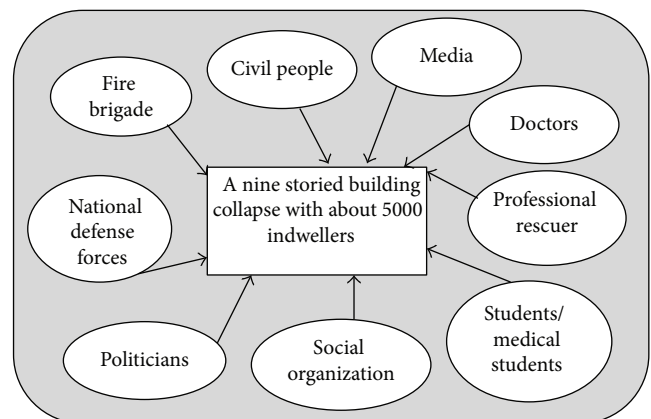 Fire
brigade
Civil people
Media
Doctors
A nine storied building
collapse with about 5000
indwellers
National
defense
forces
Professional
rescuer
Politicians
Social
organization
Students/
medical
students